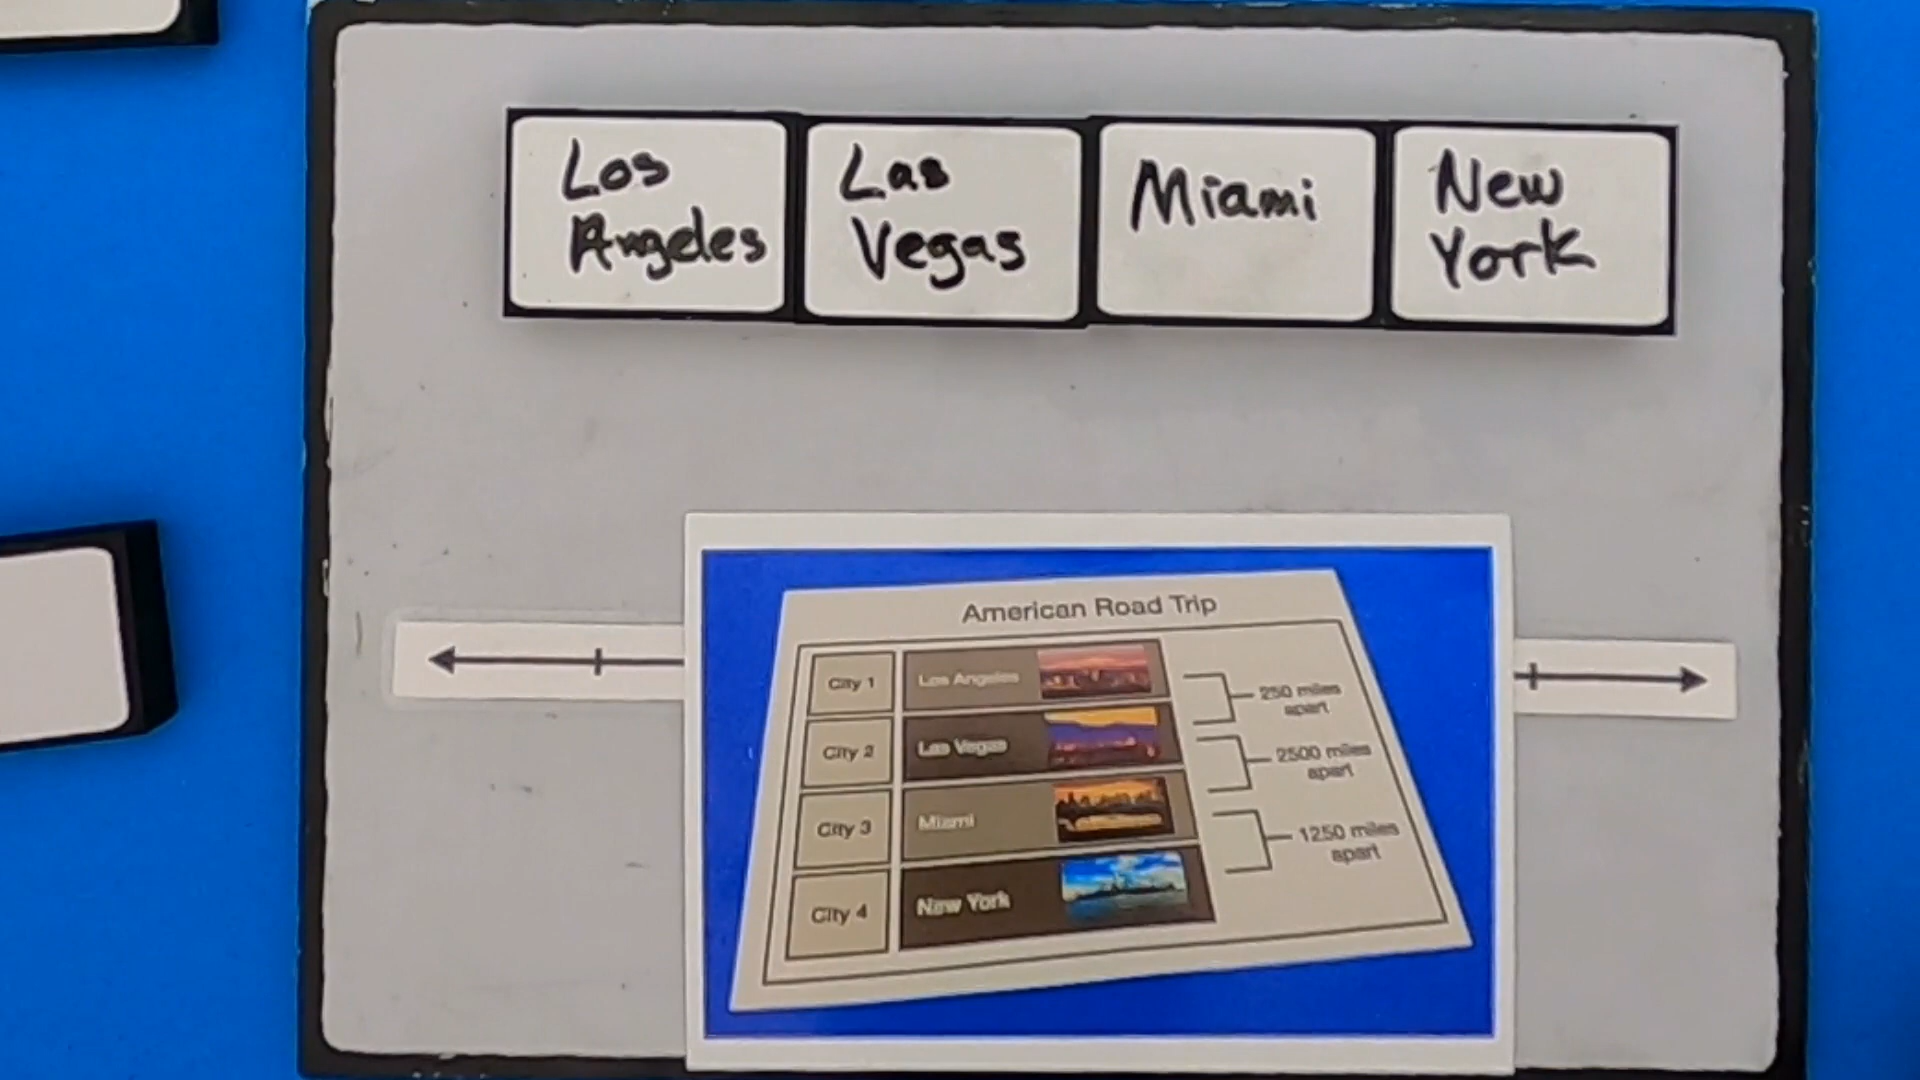 Los
Angeles
Las
Vegas
Miami
New
York
American Road Trip
City 1
Los Angeles
250 miles
apart
City 2
Las Vegas
2500 miles
apart
City 3
Miami
1250 miles
apart
City 4
New York